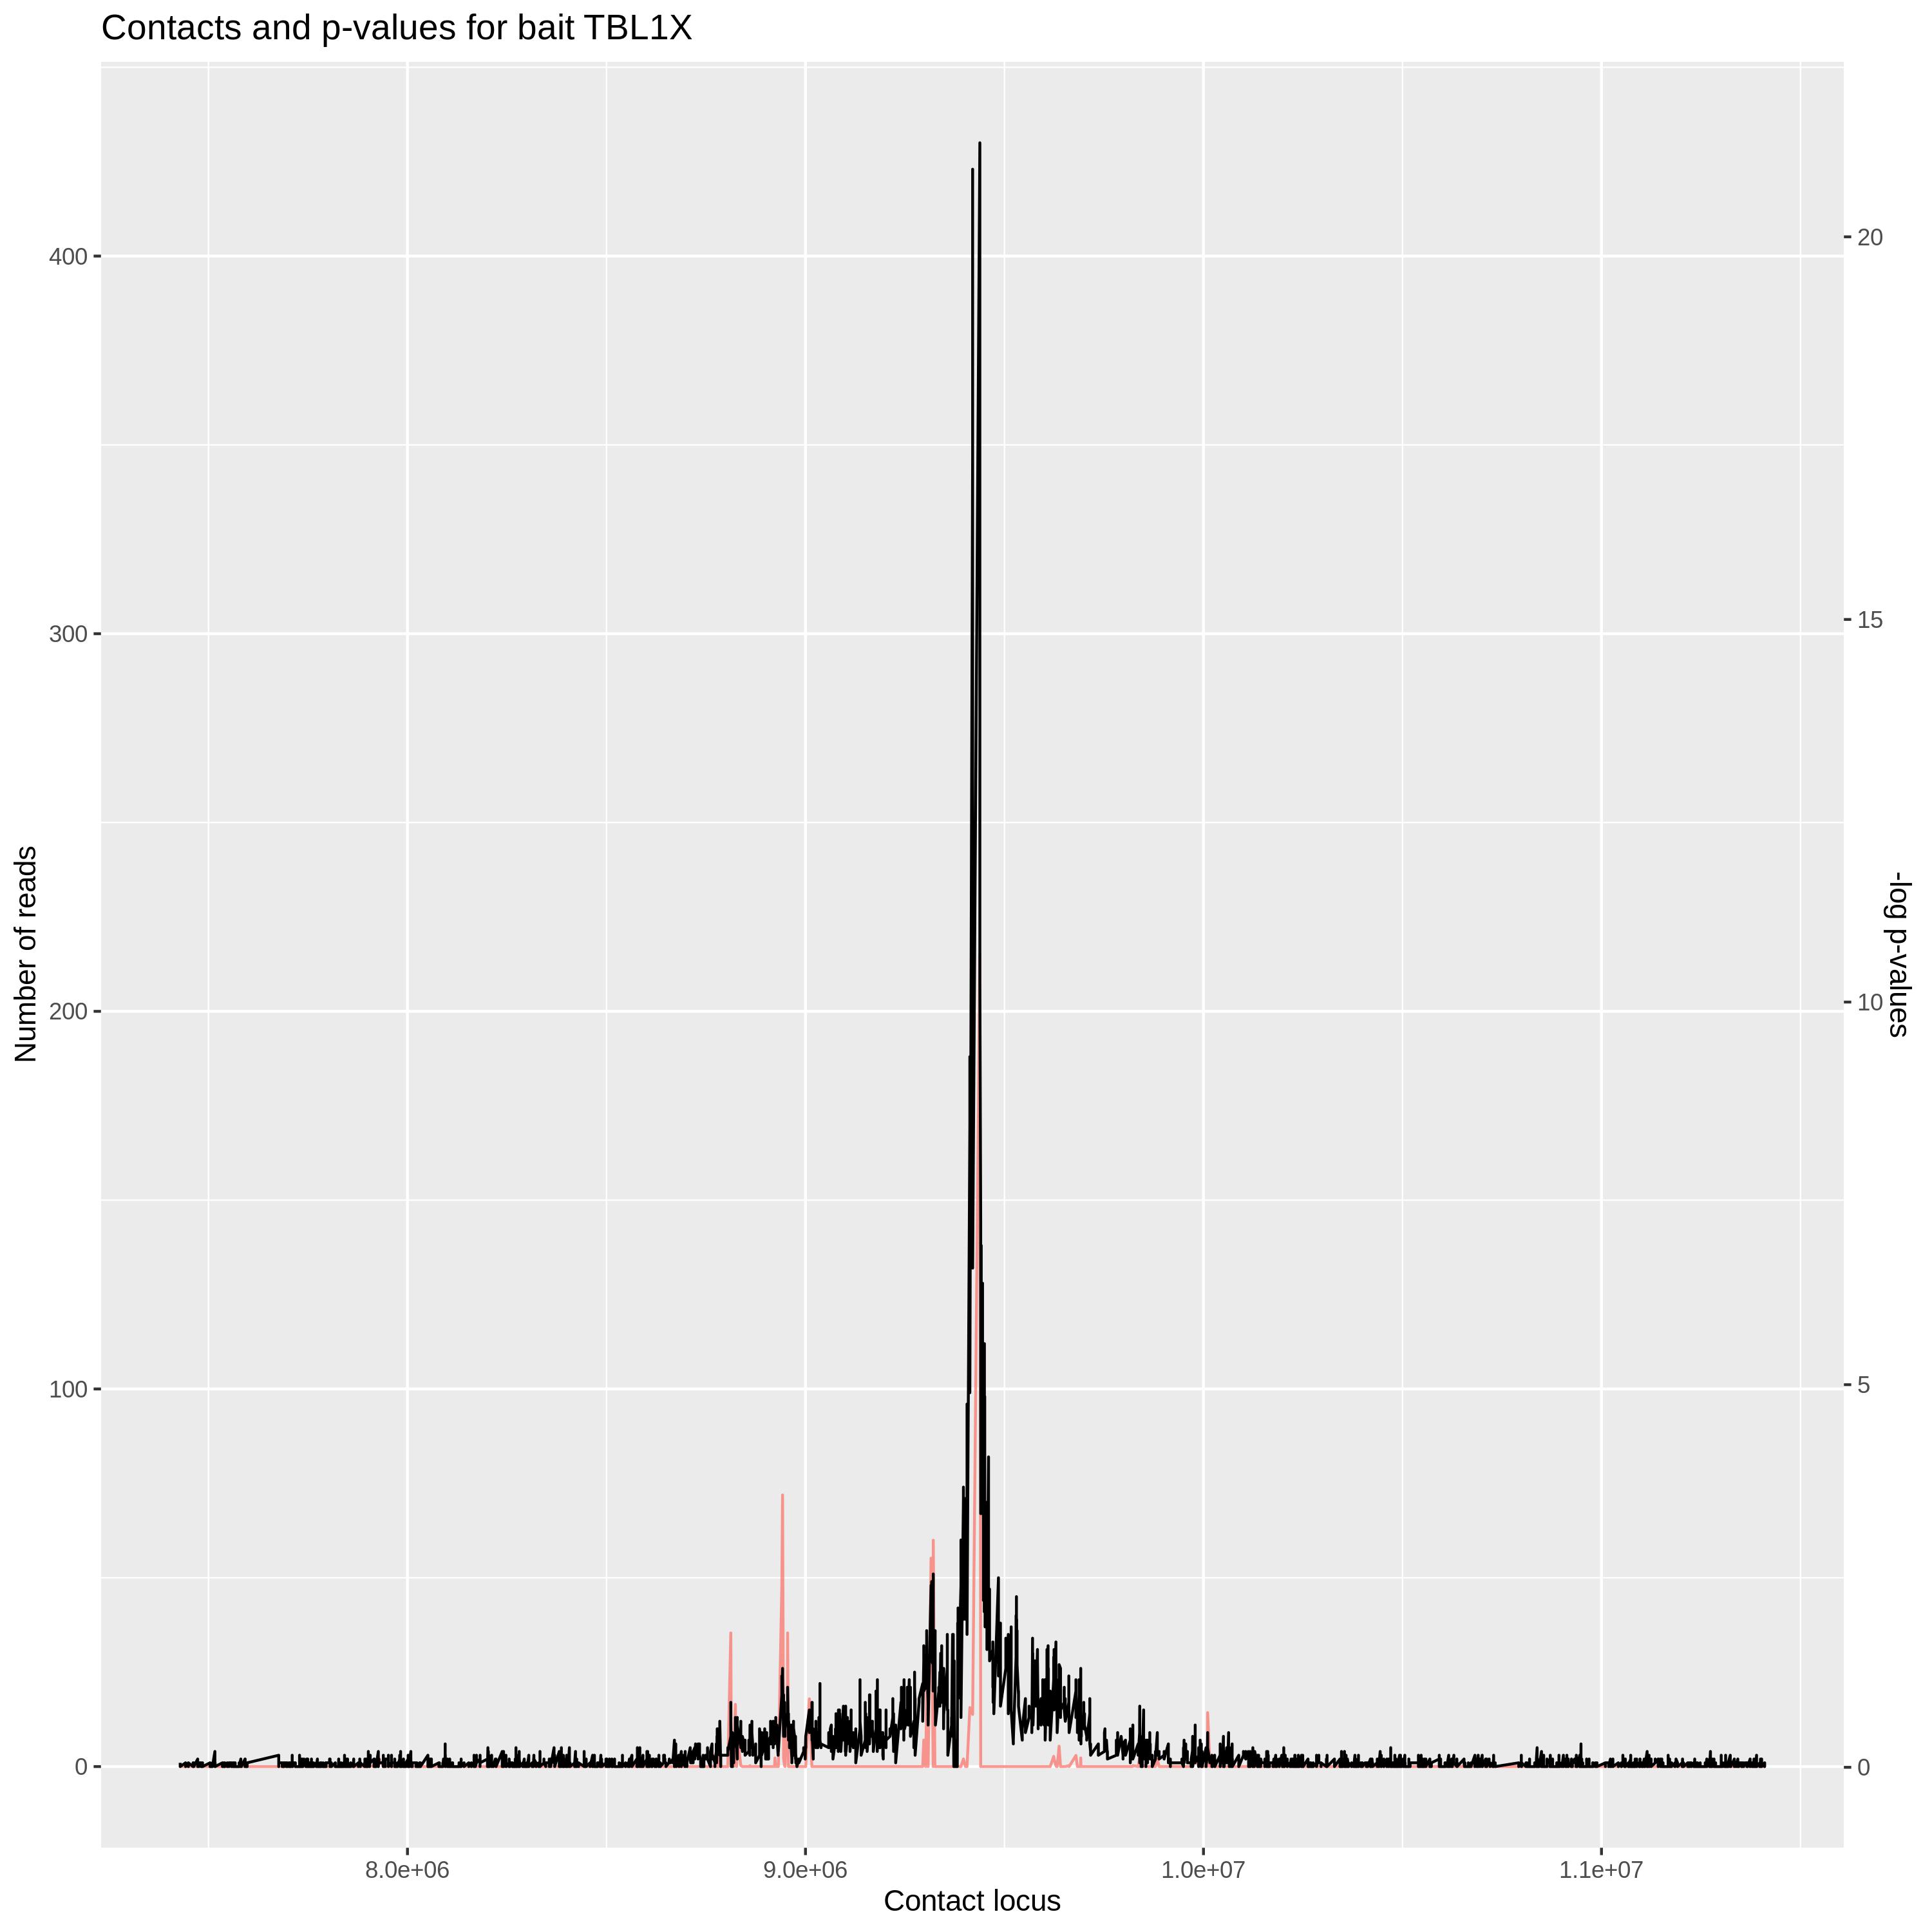 Contacts and p-values for bait TBL1X
Number of reads
400
300
200
100
0
20
15
10
5
0
-log p-values
8.0e+06
9.0e+06
1.0e+07
1.1e+07
Contact locus